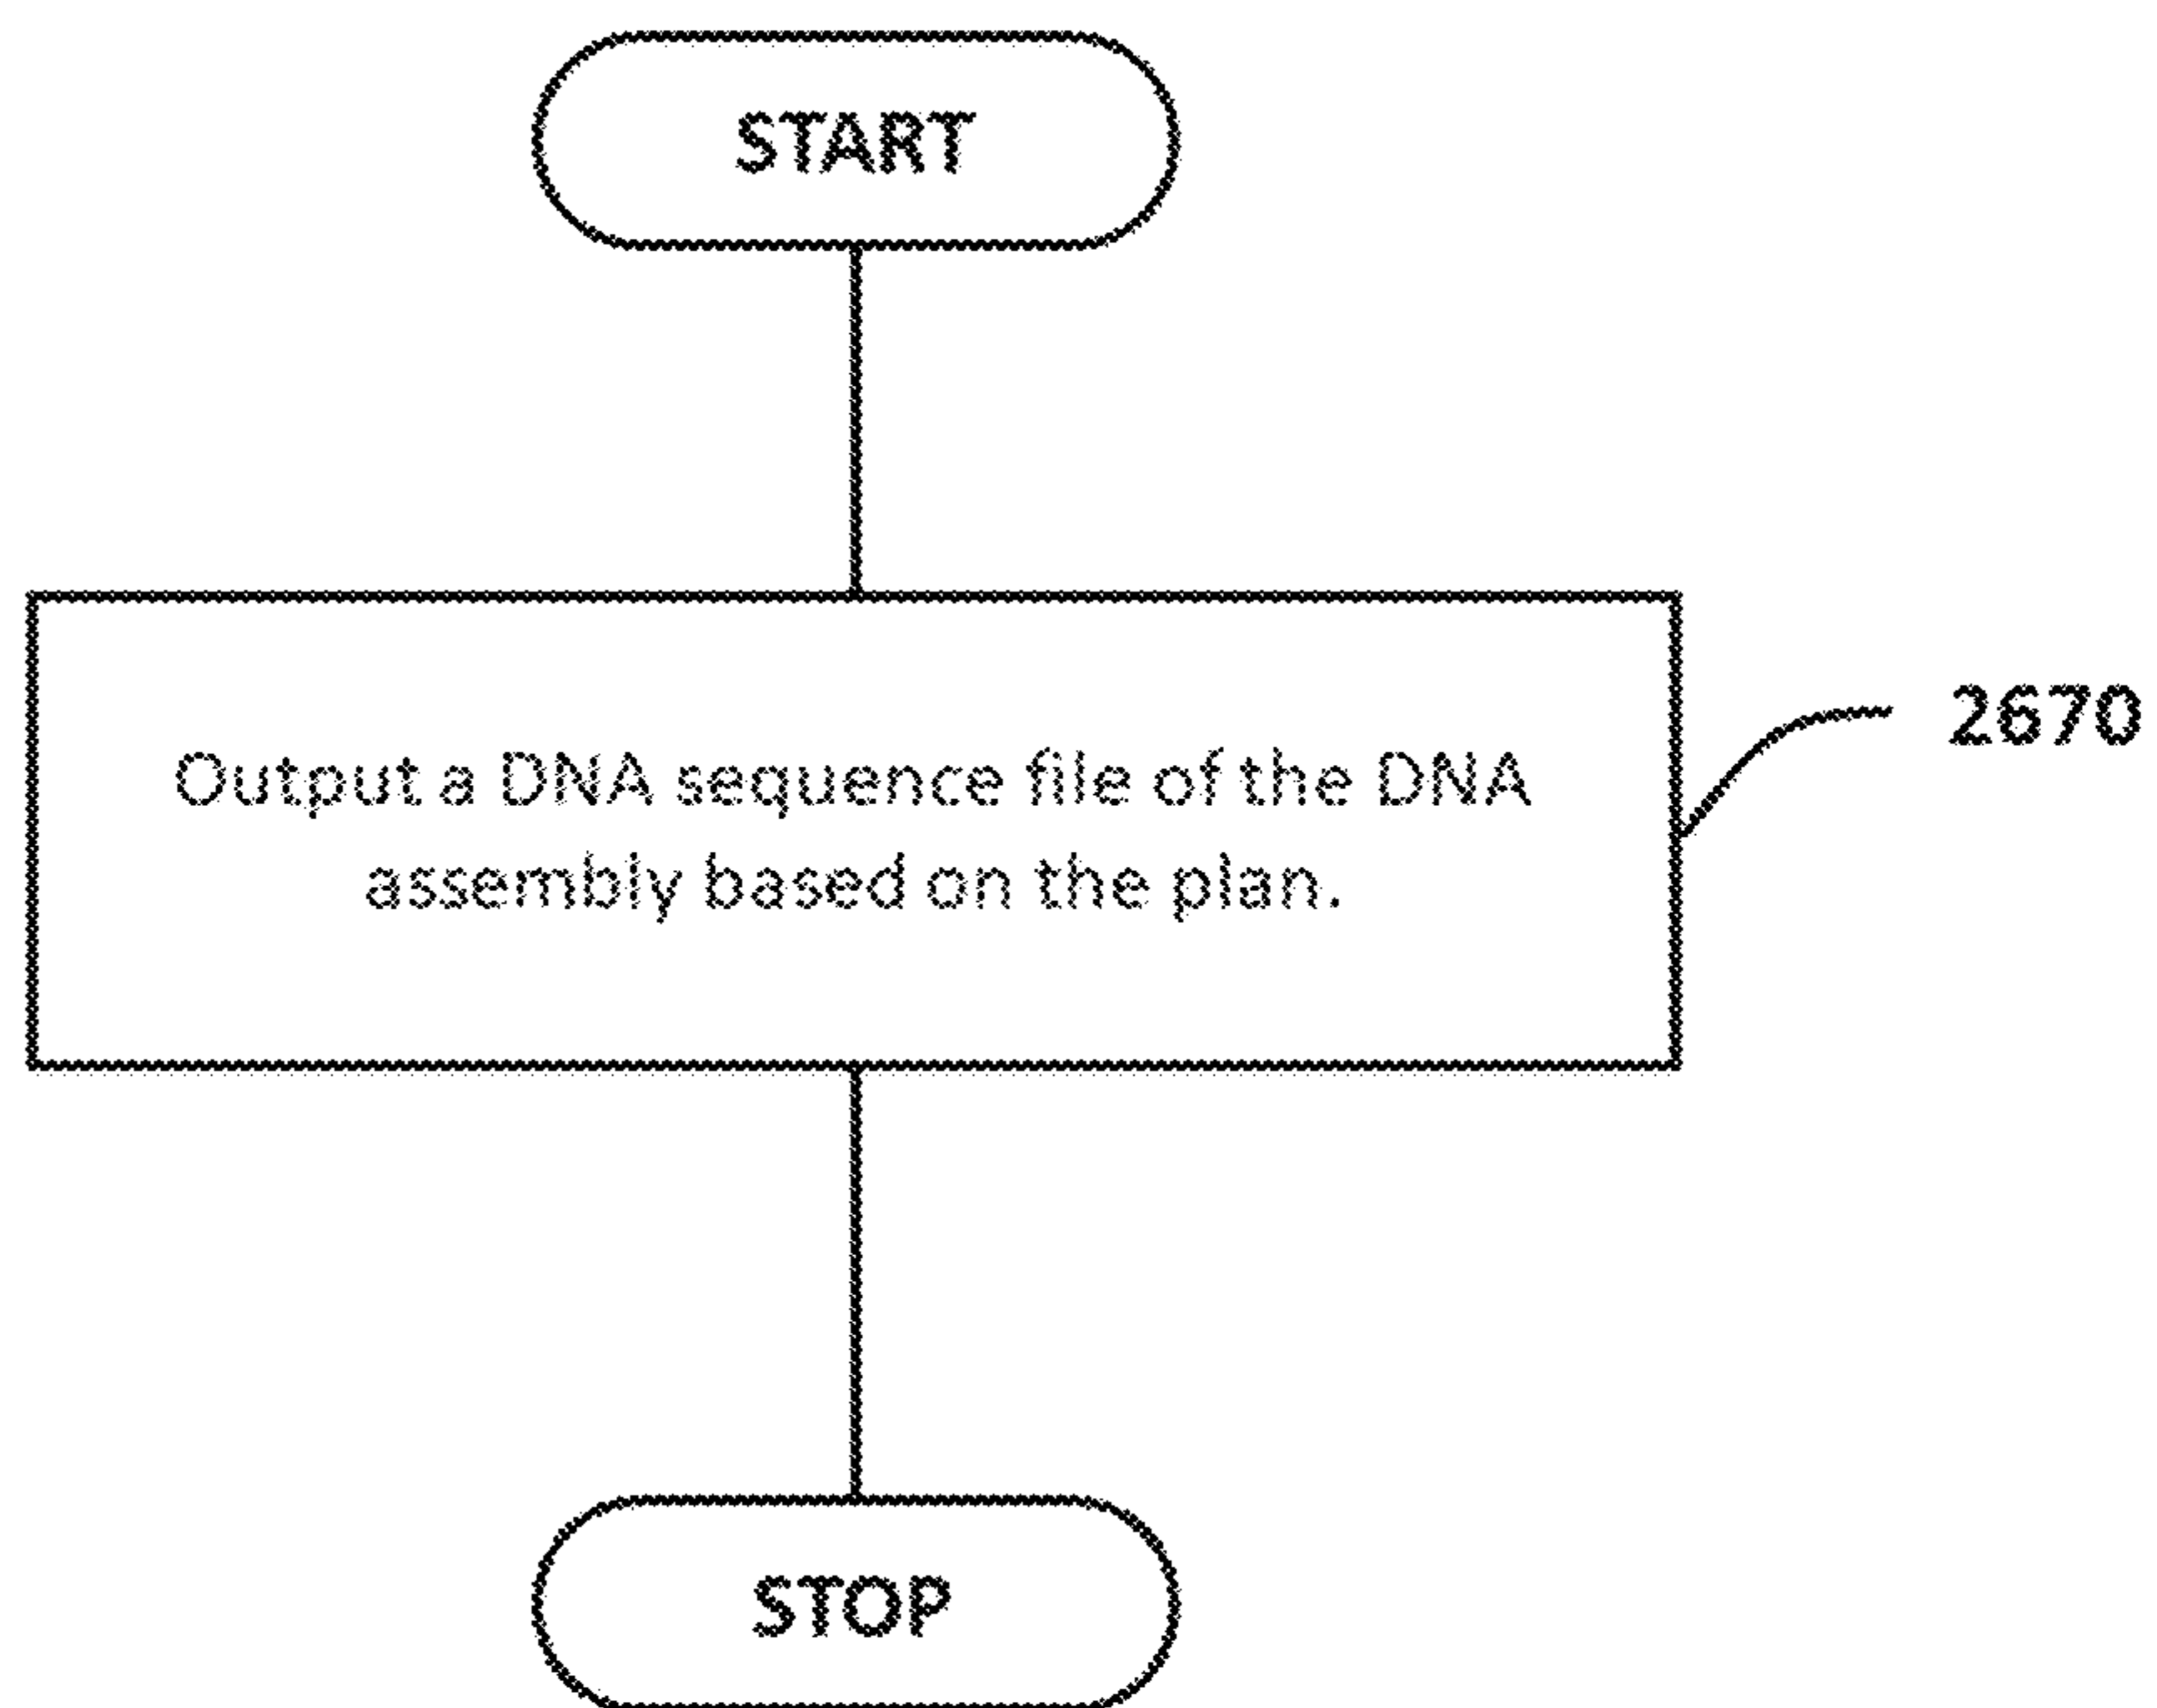 START
2670
Output a DNA sequence file of the DNA
assembly based on the plan.
STOP